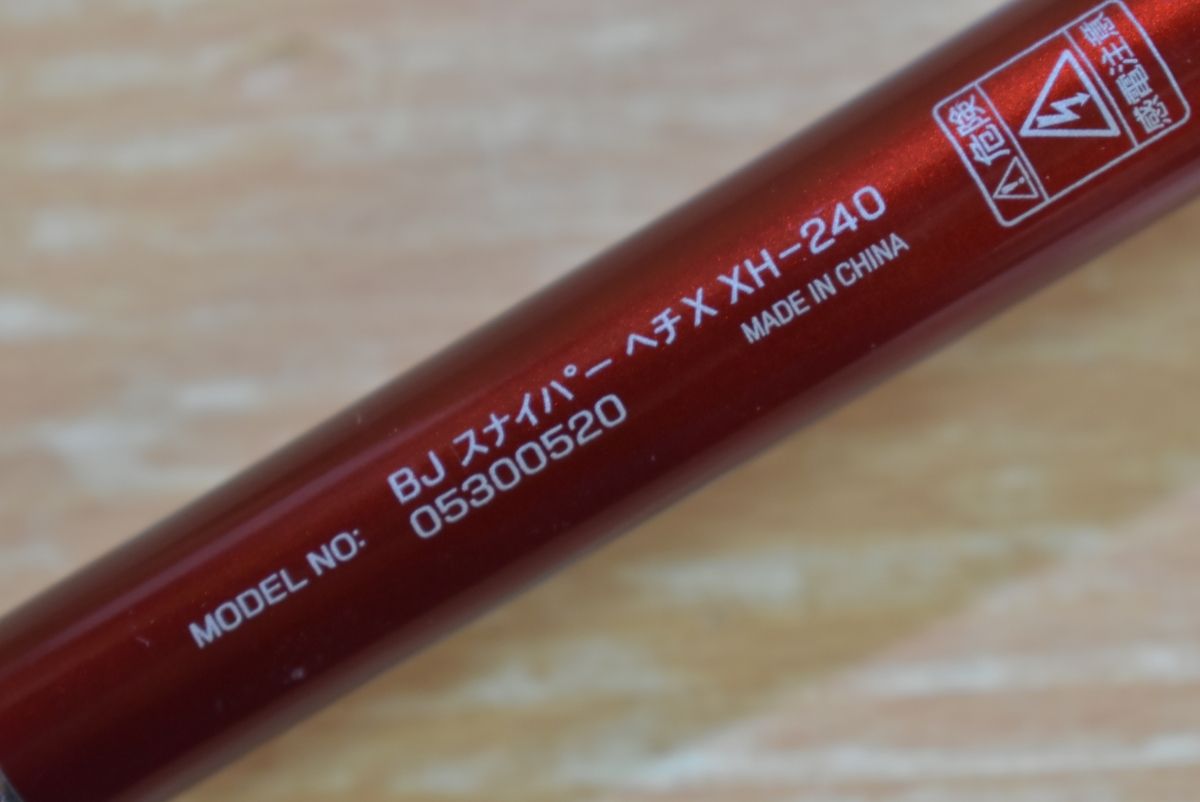 MODEL NO:
BJ スナイパー ヘチX XH-240
05300520
MADE IN CHINA
危険
感電注意